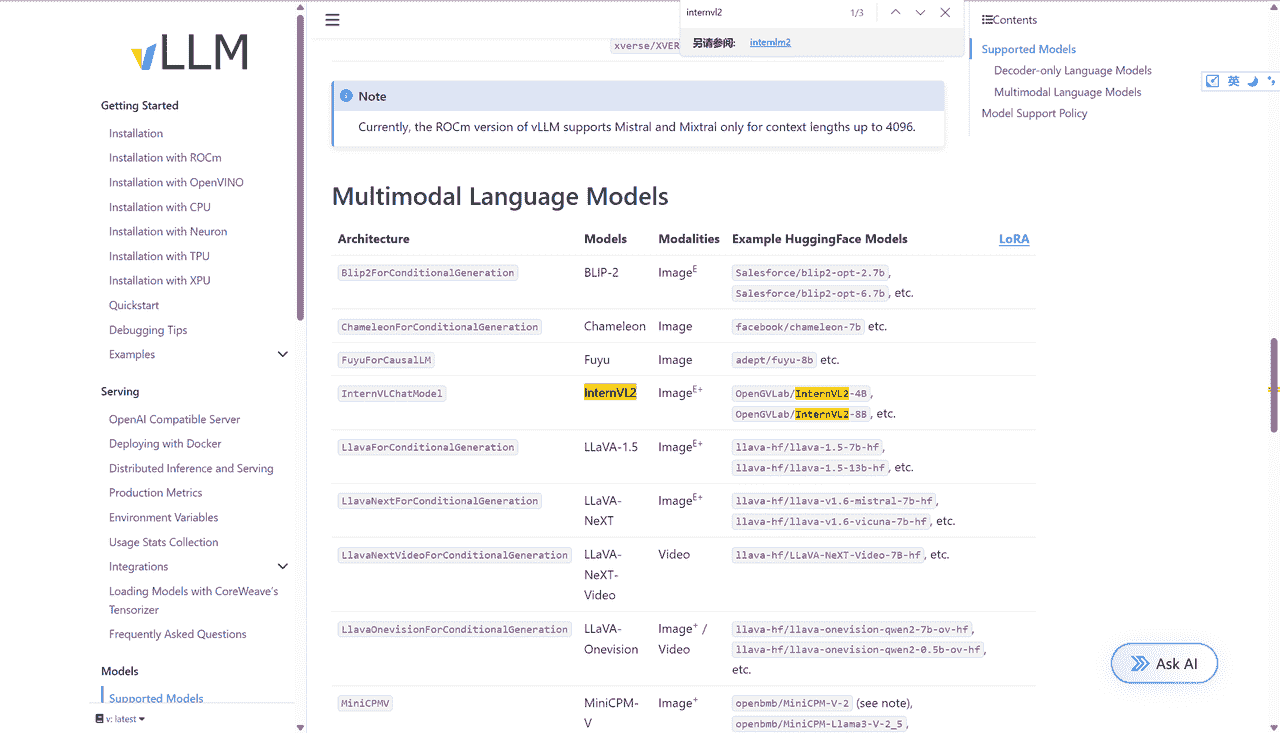 vLLM
Getting Started
Installation
Installation with ROCm
Installation with OpenVINO
Installation with CPU
Installation with Neuron
Installation with TPU
Installation with XPU
Quickstart
Debugging Tips
Examples
Serving
OpenAI Compatible Server
Deploying with Docker
Distributed Inference and Serving
Production Metrics
Environment Variables
Usage Stats Collection
Integrations
Loading Models with CoreWeave's
Tensorizer
Frequently Asked Questions
Models
Supported Models
v: latest
internvl2 1/3
另请参阅: internlm2
xverse/XVER
Note
Currently, the ROCm version of vLLM supports Mistral and Mixtral only for context lengths up to 4096.
Multimodal Language Models
Architecture Models Modalities Example HuggingFace Models LoRA
Blip2ForConditionalGeneration BLIP-2 Image^E Salesforce/blip2-opt-2.7b,
Salesforce/blip2-opt-6.7b, etc.
ChameleonForConditionalGeneration Chameleon Image facebook/chameleon-7b etc.
FuyuForCausalLM Fuyu Image adept/fuyu-8b etc.
InternVLChatModel InternVL2 Image^E+ OpenGVLab/InternVL2-4B,
OpenGVLab/InternVL2-8B, etc.
LlavaForConditionalGeneration LLaVA-1.5 Image^E+ llava-hf/llava-1.5-7b-hf,
llava-hf/llava-1.5-13b-hf, etc.
LlavaNextForConditionalGeneration LLaVA- Image^E+ llava-hf/llava-v1.6-mistral-7b-hf,
NeXT llava-hf/llava-v1.6-vicuna-7b-hf, etc.
LlavaNextVideoForConditionalGeneration LLaVA- Video llava-hf/LLaVA-NeXT-Video-7B-hf, etc.
NeXT-
Video
LlavaOnevisionForConditionalGeneration LLaVA- Image^+ / llava-hf/llava-onevision-qwen2-7b-ov-hf,
Onevision Video llava-hf/llava-onevision-qwen2-0.5b-ov-hf,
etc.
MiniCPMV MiniCPM- Image^+ openbmb/MiniCPM-V-2 (see note),
V openbmb/MiniCPM-Llama3-V-2_5,
Contents
Supported Models
Decoder-only Language Models
Multimodal Language Models
Model Support Policy
英
Ask AI